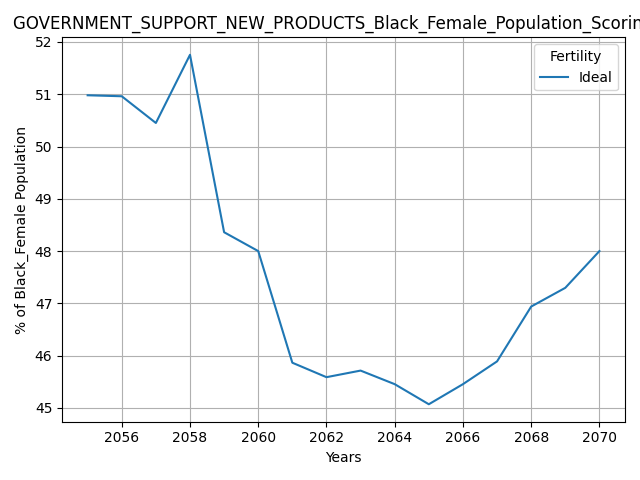 GOVERNMENT_SUPPORT_NEW_PRODUCTS_Black_Female_Population_Scorin
52
51
50
49
48
47
46
45
% of Black_Female Population
Fertility
Ideal
2056 2058 2060 2062 2064 2066 2068 2070
Years